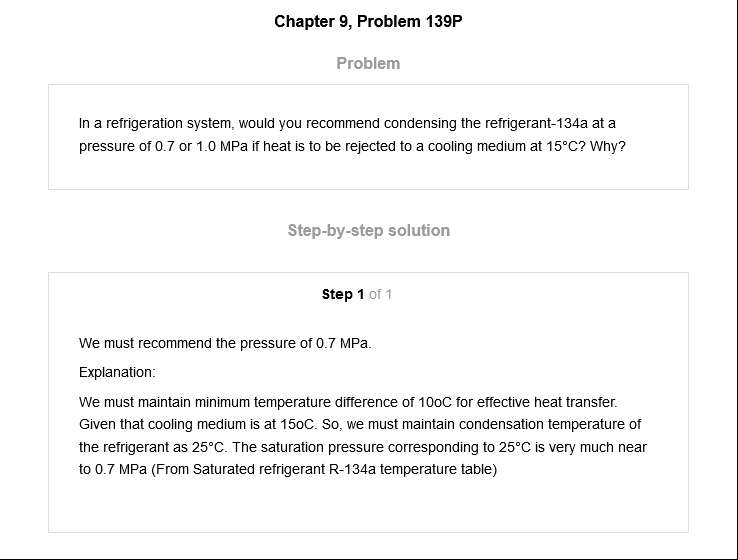 Chapter 9, Problem 139P
Problem
In a refrigeration system, would you recommend condensing the refrigerant-134a at a
pressure of 0.7 or 1.0 MPa if heat is to be rejected to a cooling medium at 15°C? Why?
Step-by-step solution
Step 1 of 1
We must recommend the pressure of 0.7 MPa.
Explanation:
We must maintain minimum temperature difference of 10oC for effective heat transfer.
Given that cooling medium is at 15oC. So, we must maintain condensation temperature of
the refrigerant as 25°C. The saturation pressure corresponding to 25°C is very much near
to 0.7 MPa (From Saturated refrigerant R-134a temperature table)